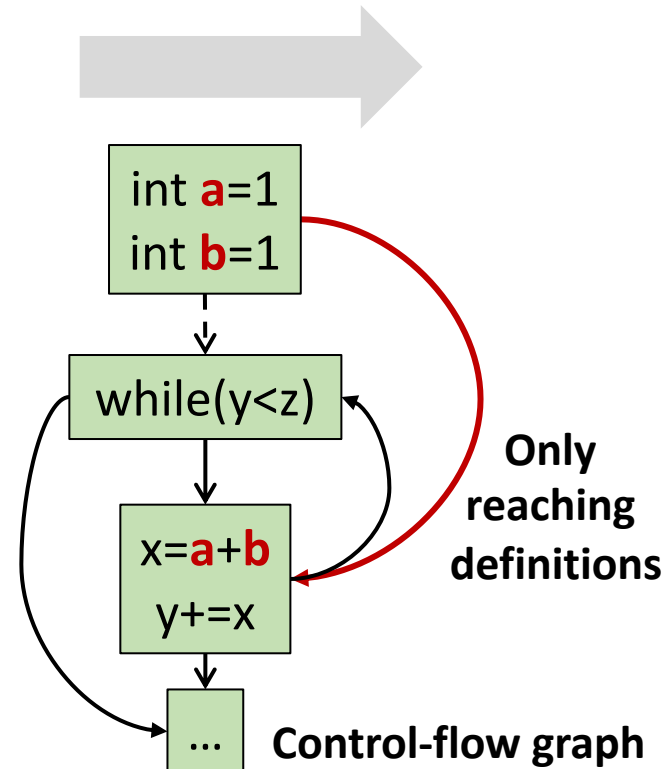 int a=1
int b=1
while(y<z)
Only
reaching
definitions
x=a+b
y+=x
...
Control-flow graph